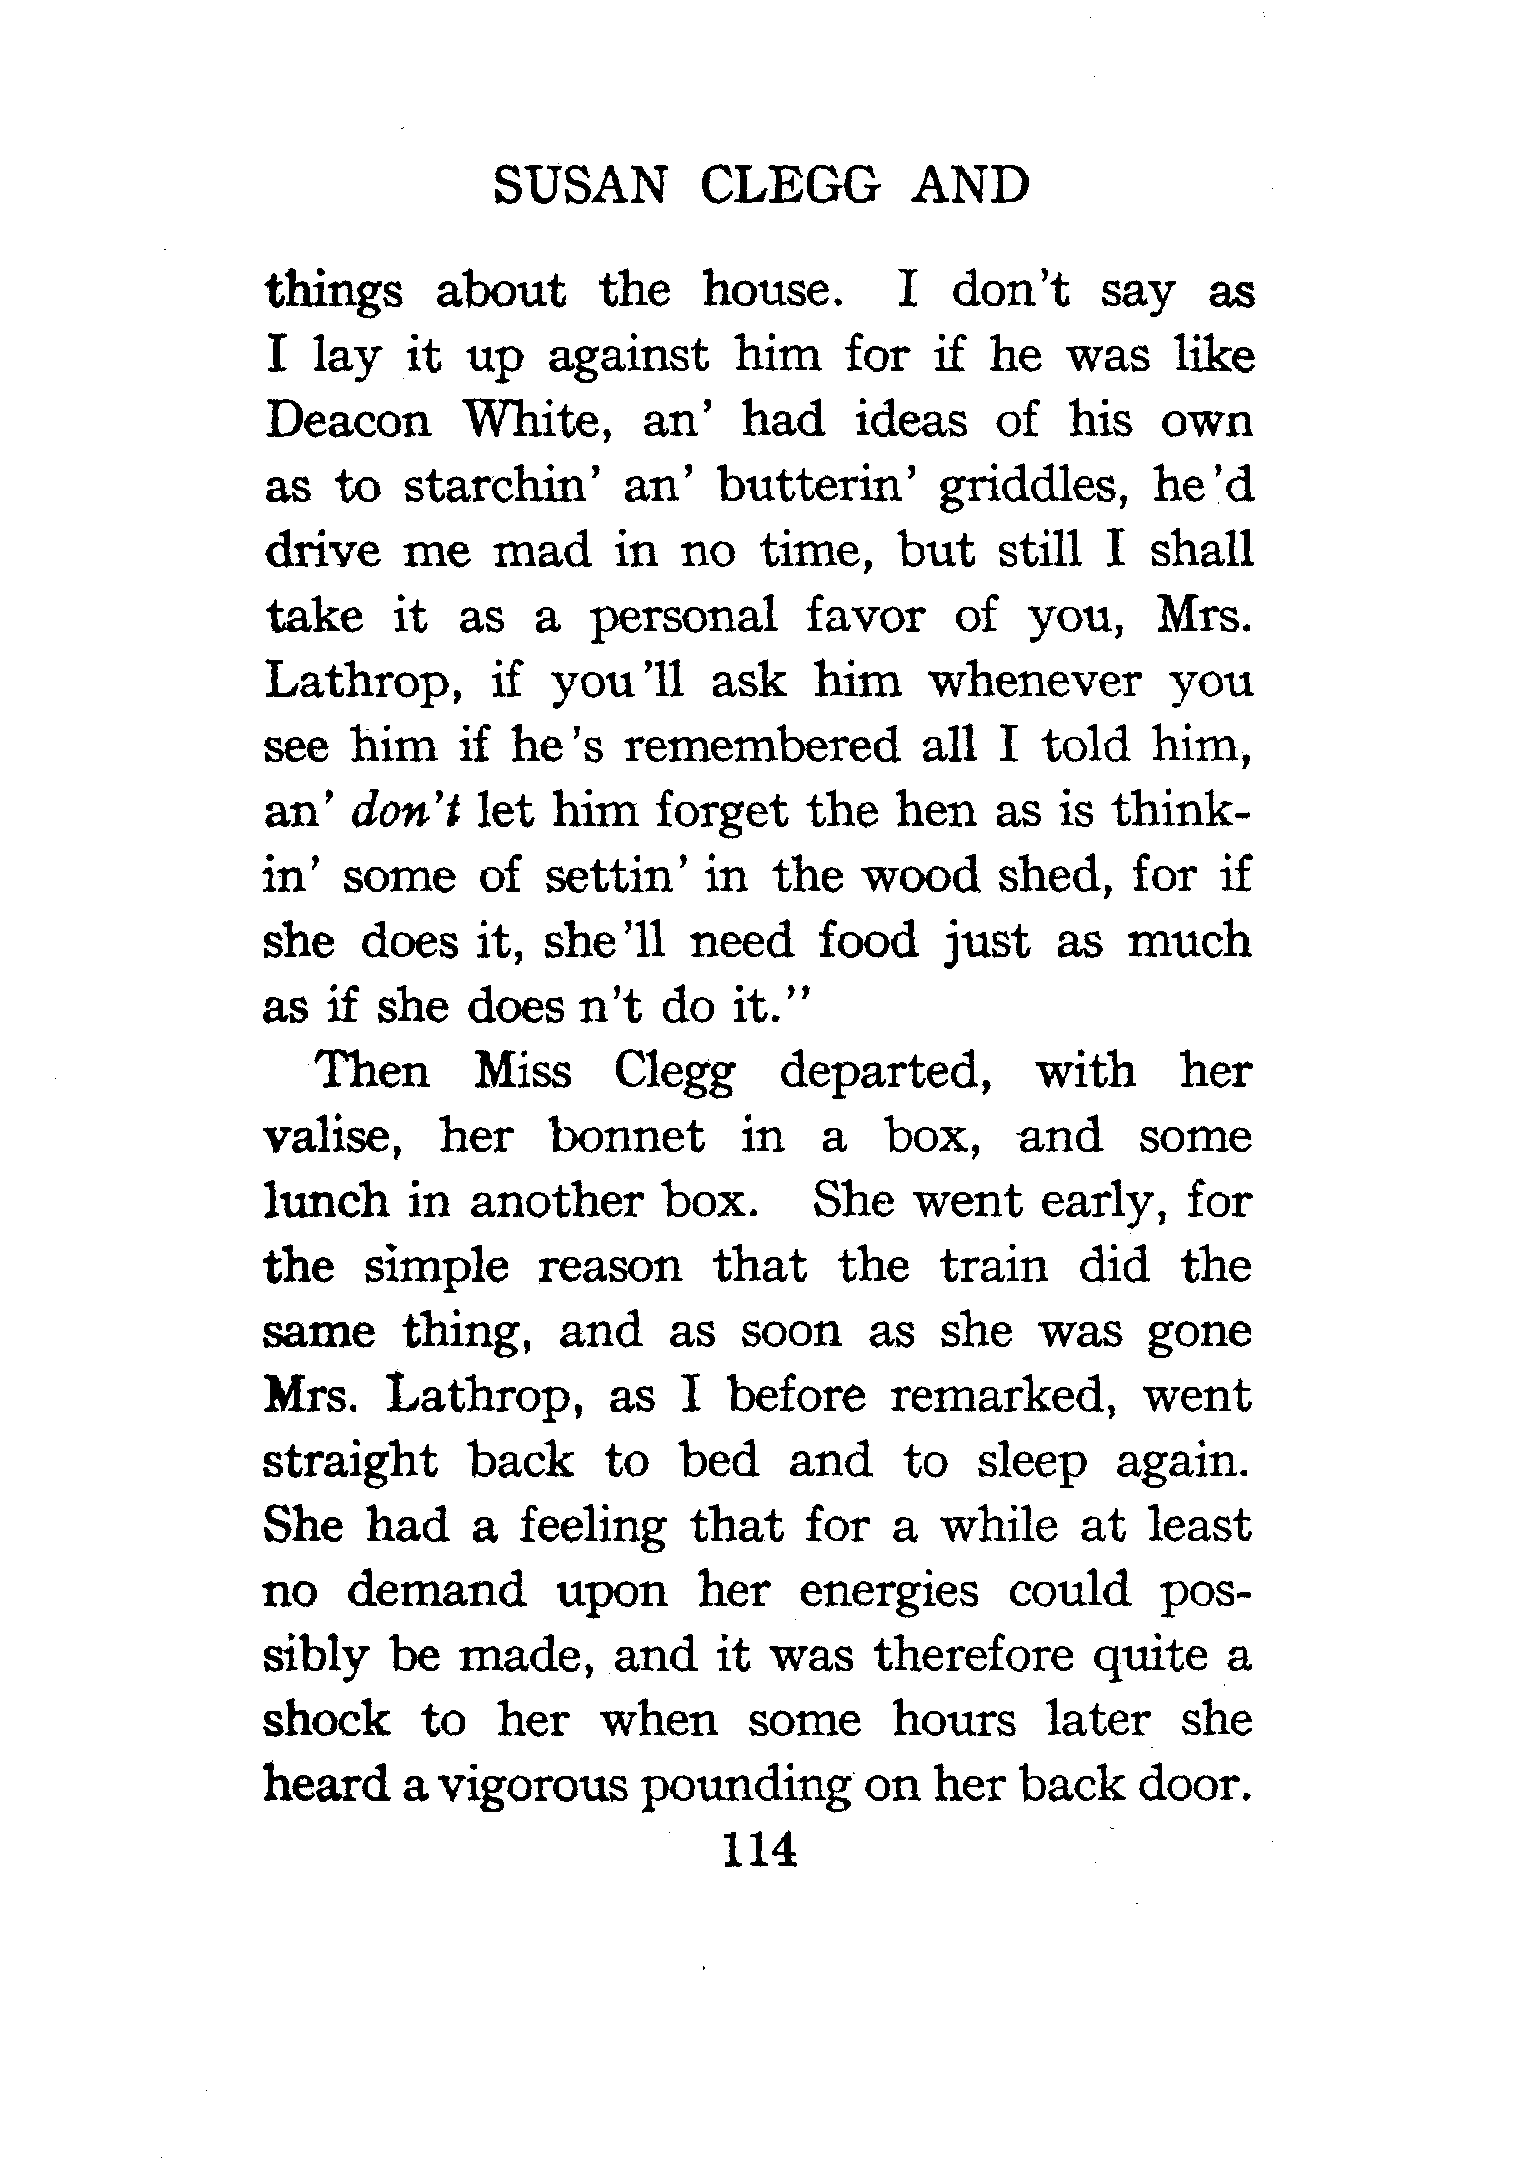 SUSAN CLEGG AND
things about the house. I don't say as
I lay it up against him for if he was like
Deacon White, an' had ideas of his own
as to starchin' an' butterin' griddles, he 'd
drive me mad in no time, but still I shall
take it as a personal favor of you, Mrs.
Lathrop, if you 'll ask him whenever you
see him if he 's remembered all I told him,
an' don't let him forget the hen as is think-
in' some of settin' in the wood shed, for if
she does it, she 'll need food just as much
as if she does n't do it."
Then Miss Clegg departed, with her
valise, her bonnet in a box, and some
lunch in another box. She went early, for
the simple reason that the train did the
same thing, and as soon as she was gone
Mrs. Lathrop, as I before remarked, went
straight back to bed and to sleep again.
She had a feeling that for a while at least
no demand upon her energies could pos-
sibly be made, and it was therefore quite a
shock to her when some hours later she
heard a vigorous pounding on her back door.
114